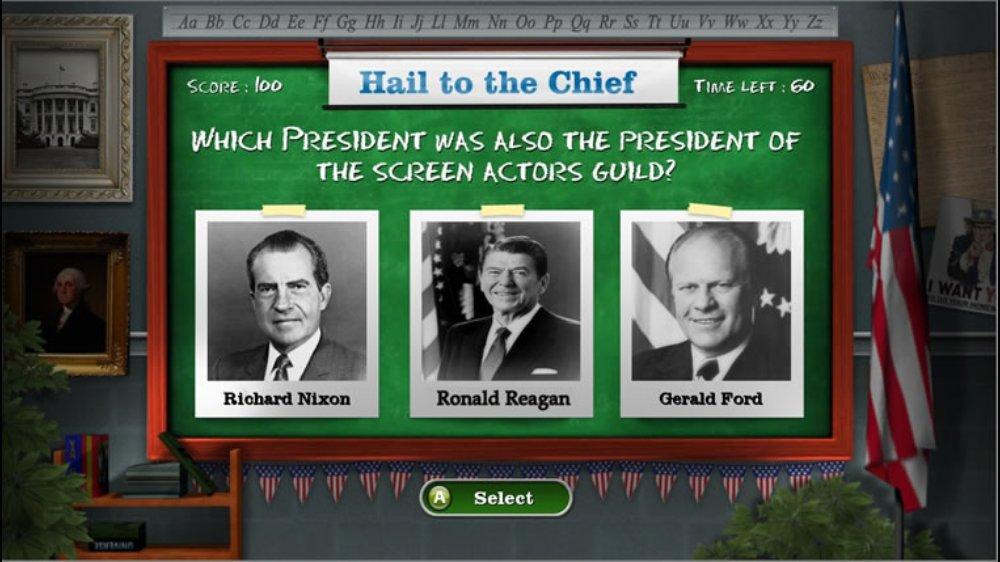 Aa Bb Cc Dd Ee Ff Gg Hh Ii Jj Ll Mm Nn Oo Pp Qq Rr Ss Tt Uu Vv Ww Xx Yy Zz
SCORE : 100
Hail to the Chief
TIME LEFT : 60
WHICH PRESIDENT WAS ALSO THE PRESIDENT OF
THE SCREEN ACTORS GUILD?
Richard Nixon
Ronald Reagan
Gerald Ford
I WANT Y
A Select